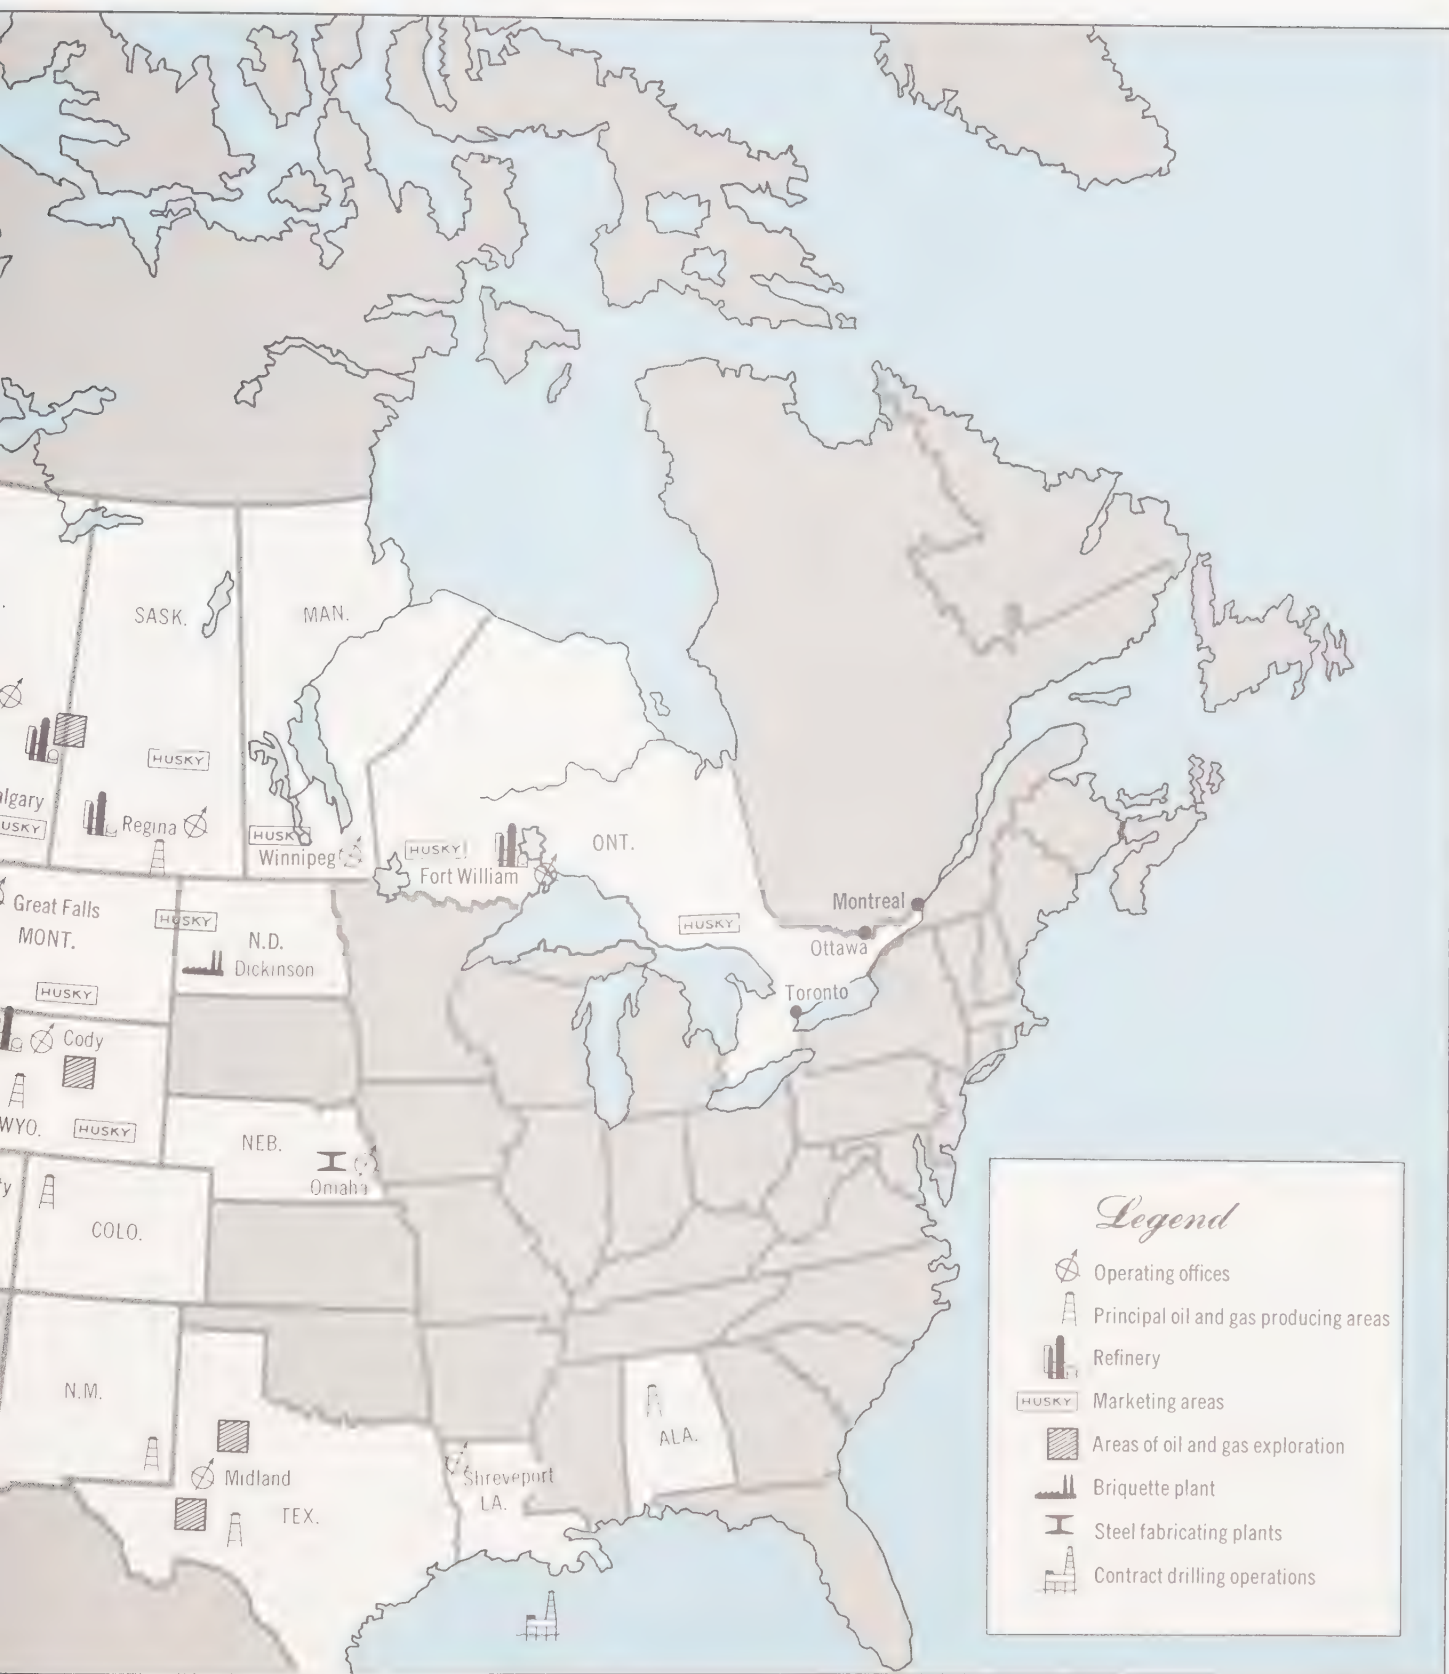 SASK.
MAN.
HUSKY
algary
USKY
Regina
HUSKY
Winnipeg
HUSKY
Fort William
ONT.
Great Falls
MONT.
HUSKY
N.D.
Dickinson
HUSKY
Montreal
Ottawa
HUSKY
Toronto
Cody
WYO.
HUSKY
NEB.
Omaha
y
COLO.
N.M.
Midland
TEX.
Shreveport
LA.
ALA.
Legend
Operating offices
Principal oil and gas producing areas
Refinery
HUSKY
Marketing areas
Areas of oil and gas exploration
Briquette plant
Steel fabricating plants
Contract drilling operations